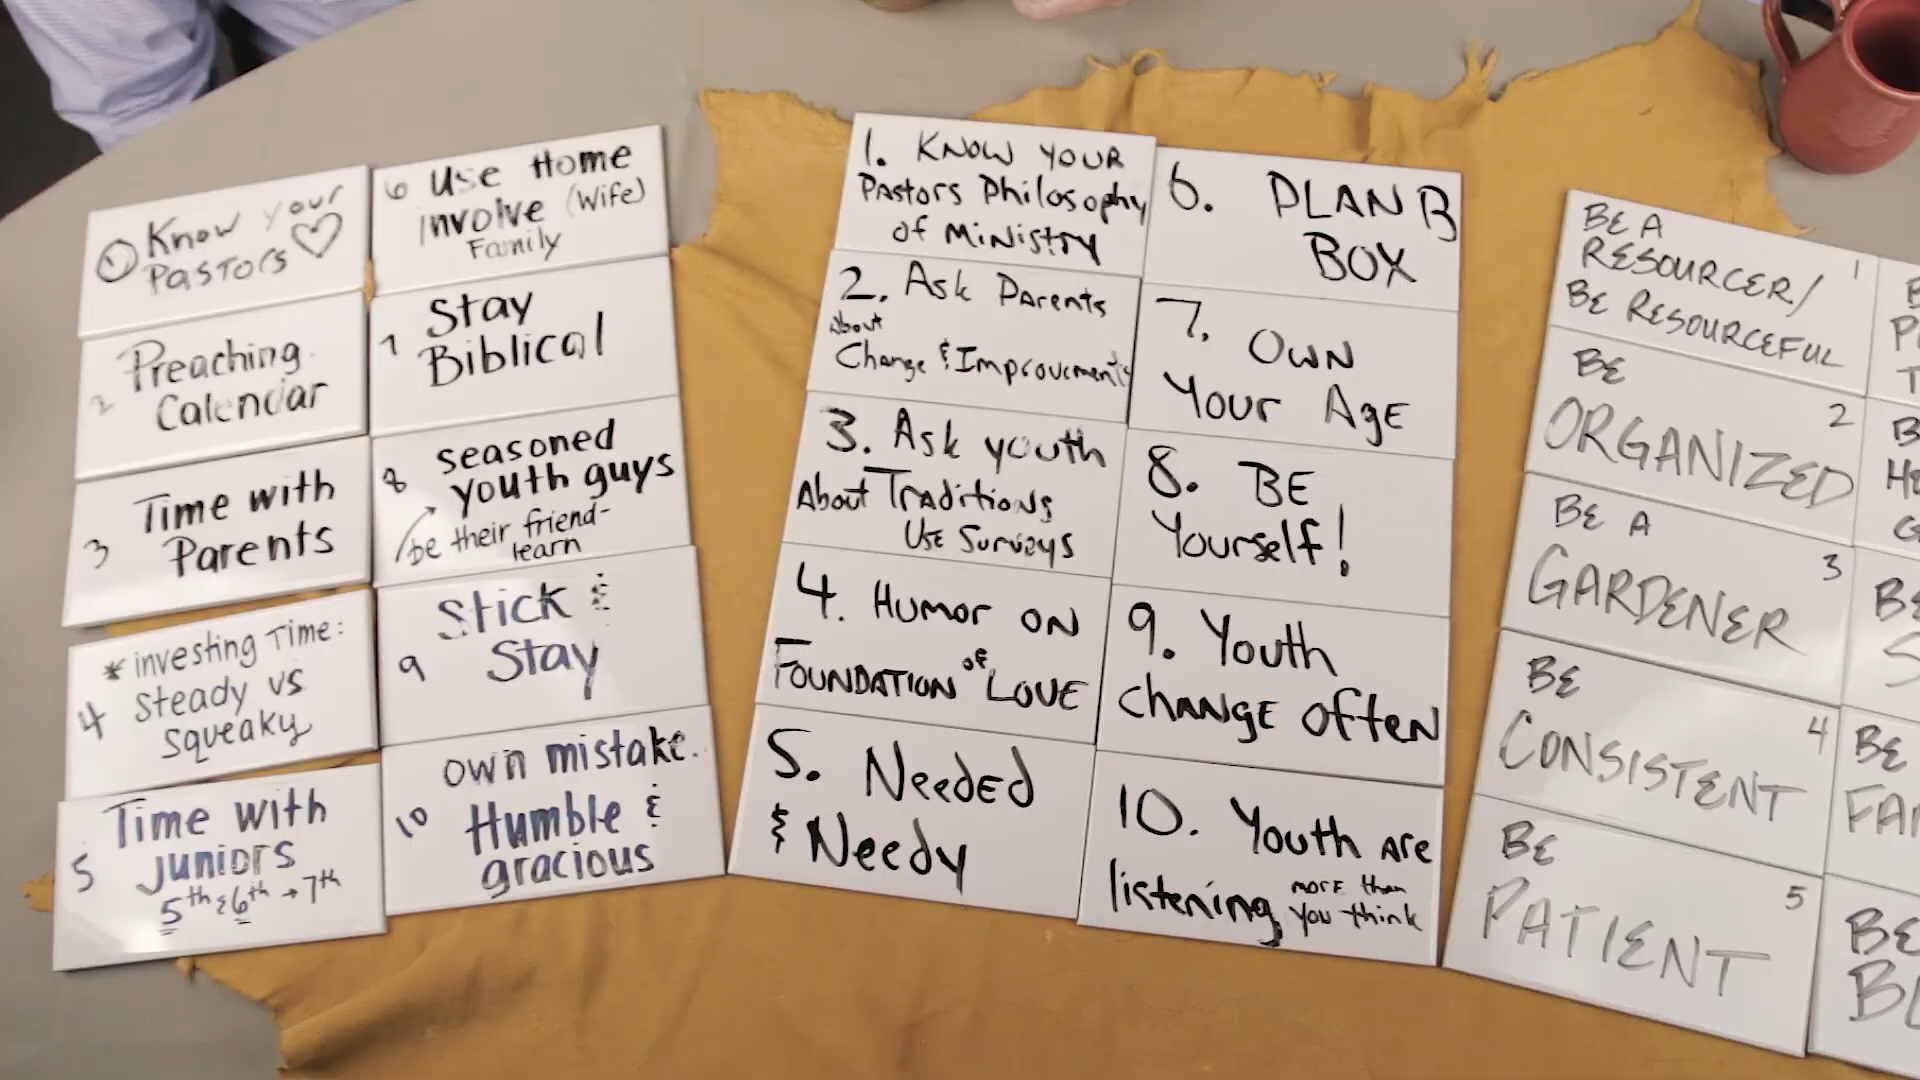 1 Know your
Pastors ♡
2 Preaching
Calendar
3 Time with
Parents
4 * investing Time:
Steady vs
Squeaky
5 Time with
juniors
5th & 6th → 7th
6 Use Home
involve (Wife)
Family
7 Stay
Biblical
8 seasoned
youth guys
be their friend-
learn
9 Stick &
Stay
10 own mistake.
Humble &
gracious
1. Know your
Pastors Philosophy
of Ministry
2. Ask Parents
About
Change & Improvements
3. Ask youth
About Traditions
Use Surveys
4. Humor on
Foundation of Love
5. Needed
& Needy
6. PLAN B
BOX
7. Own
Your Age
8. BE
Yourself!
9. Youth
change often
10. Youth are
listening more than
you think
BE A
RESOURCER/ 1
BE RESOURCEFUL
BE
ORGANIZED 2
BE A
GARDENER 3
BE
CONSISTENT 4
BE
PATIENT 5
BE
BE
BE